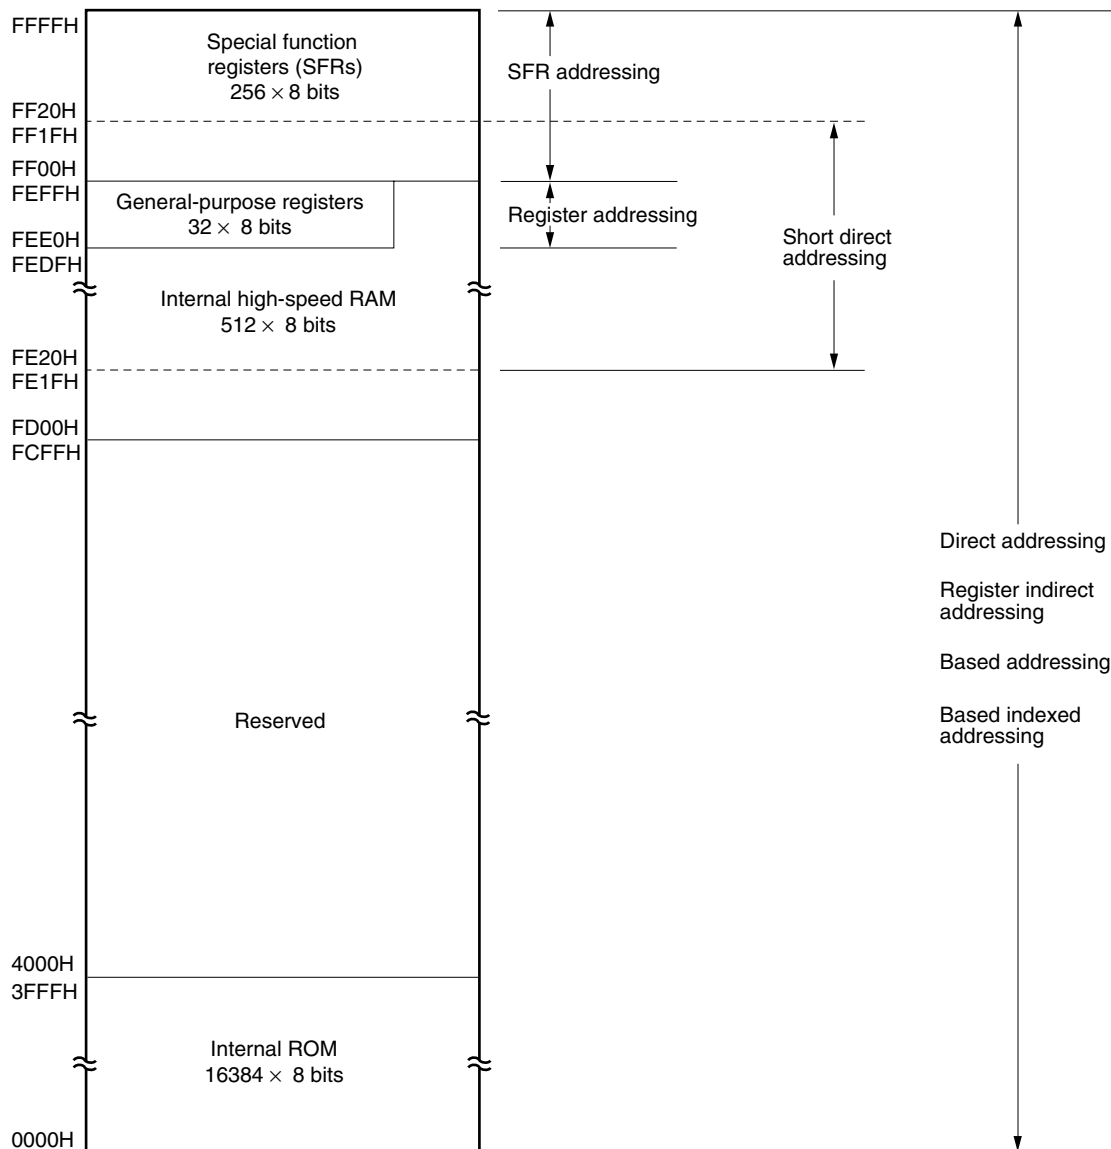 FFFFH
Special function
registers (SFRs)
256 × 8 bits
SFR addressing
FF20H
FF1FH
FF00H
FEFFH
General-purpose registers
32 × 8 bits
Register addressing
FEE0H
FEDFH
Short direct
addressing
Internal high-speed RAM
512 × 8 bits
FE20H
FE1FH
FD00H
FCFFH
Direct addressing
Register indirect
addressing
Based addressing
Based indexed
addressing
Reserved
4000H
3FFFH
Internal ROM
16384 × 8 bits
0000H